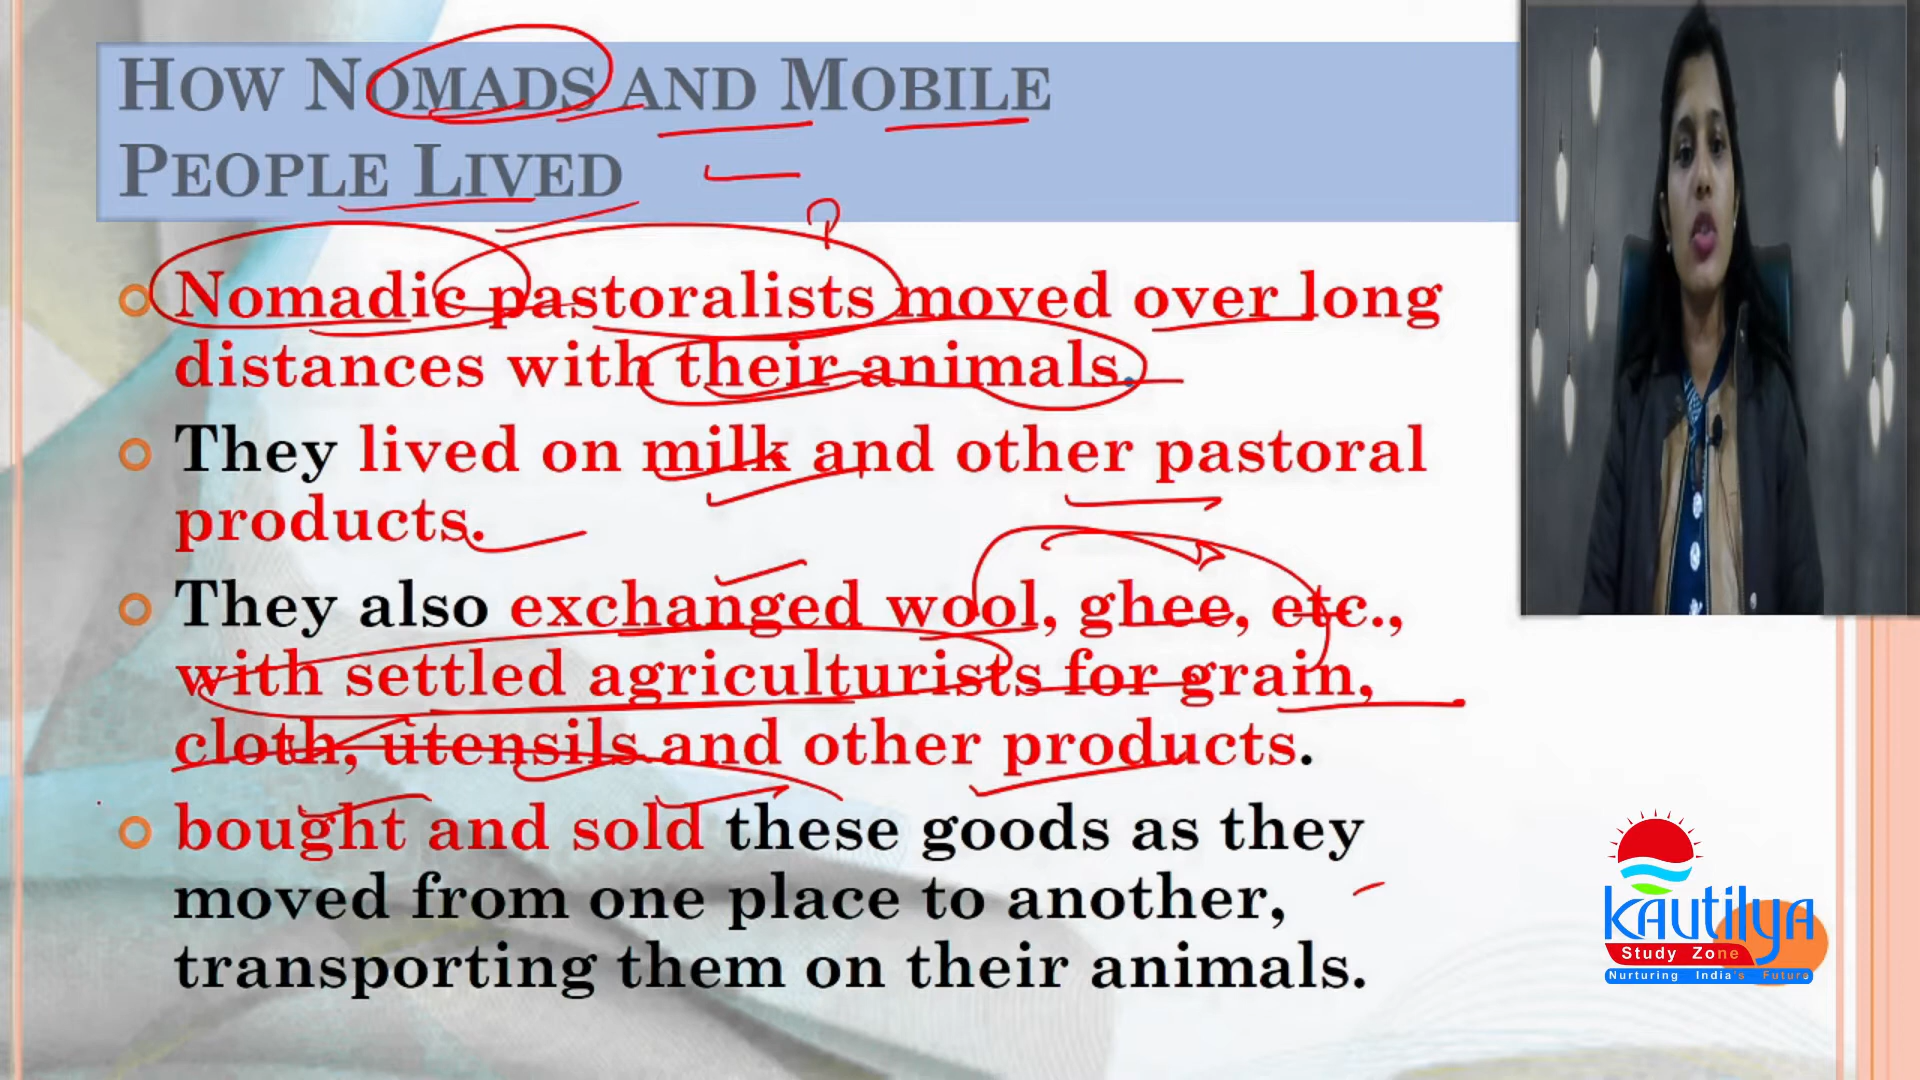 HOW NOMADS AND MOBILE
PEOPLE LIVED
Nomadic pastoralists moved over long
distances with their animals.
They lived on milk and other pastoral
products.
They also exchanged wool, ghee, etc.,
with settled agriculturists for grain,
cloth, utensils and other products.
bought and sold these goods as they
moved from one place to another,
transporting them on their animals.
kautilya
Study Zone
Nurturing India's Future